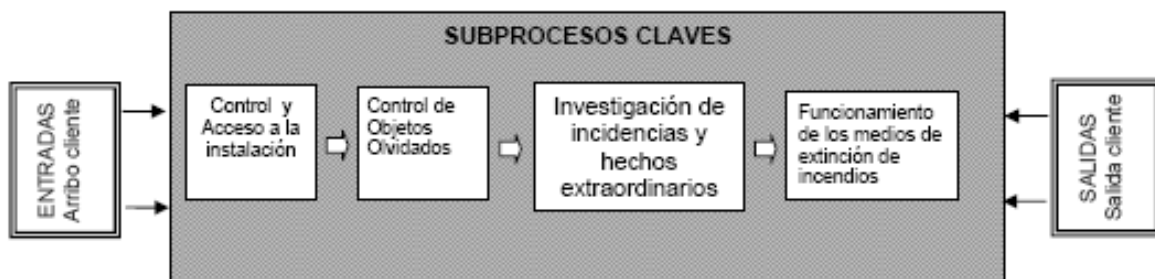 SUBPROCESOS CLAVES
ENTRADAS
Arribo cliente
Control y
Acceso a la
instalación
Control de
Objetos
Olvidados
Investigación de
incidencias y
hechos
extraordinarios
Funcionamiento
de los medios de
extinción de
incendios
SALIDAS
Salida cliente